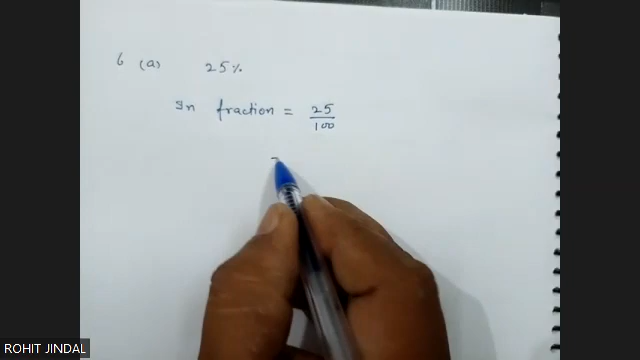 6 (a) 25%
In fraction = 25/100
ROHIT JINDAL